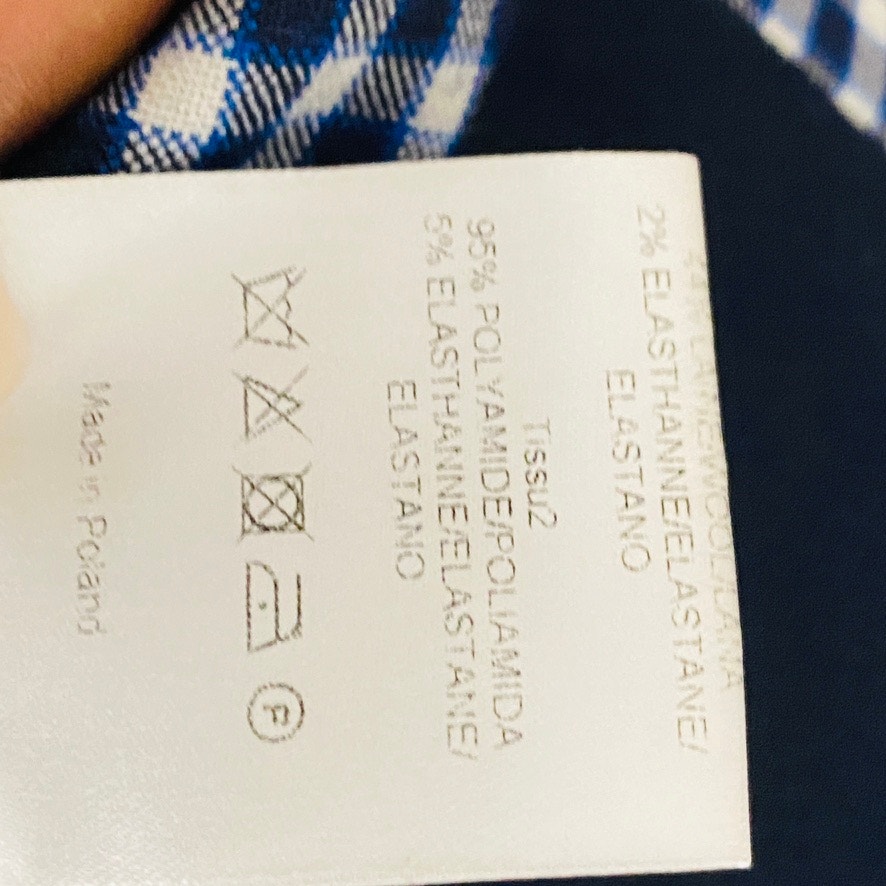 2% ELASTHANNE/ELASTANE/
ELASTANO
Tissu2
95% POLYAMIDE/POLIAMIDA
5% ELASTHANNE/ELASTANE/
ELASTANO
F
Made in Poland